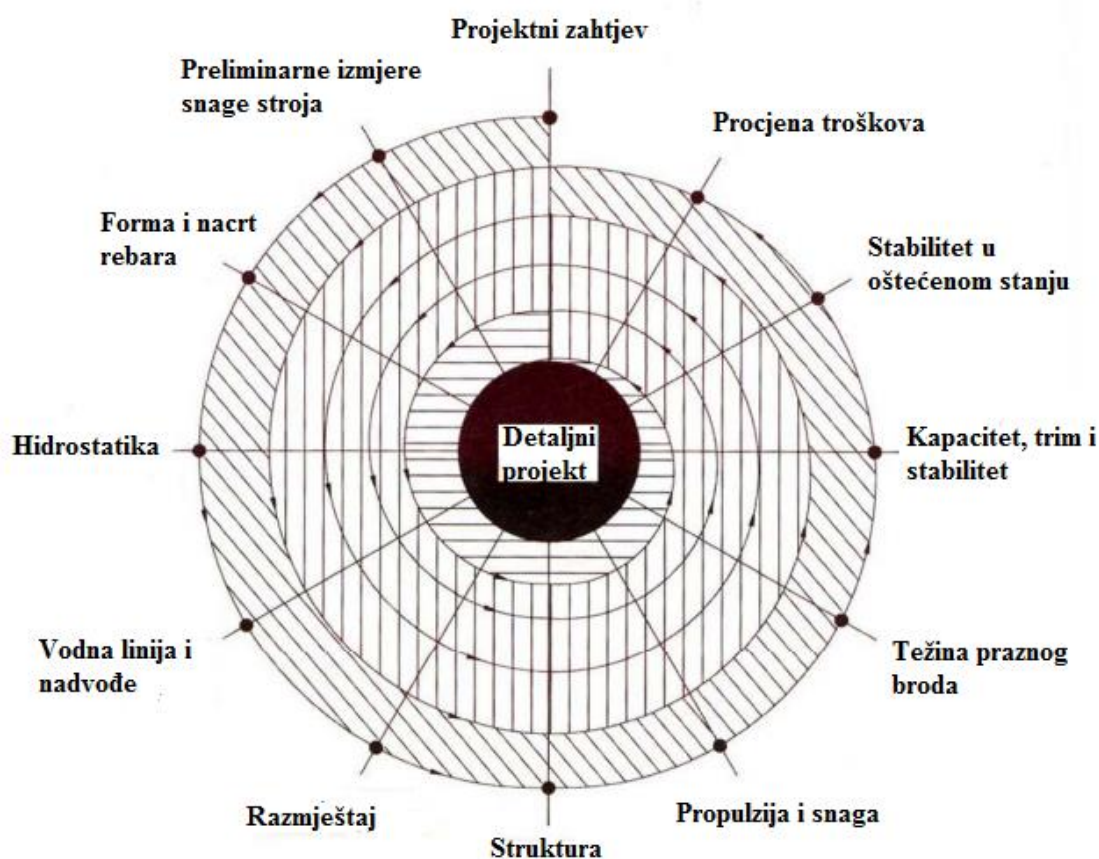 Projektni zahtjev
Preliminarne izmjere
snage stroja
Procjena troškova
Forma i nacrt
rebara
Stabilitet u
oštećenom stanju
Hidrostatika
Detaljni
projekt
Kapacitet, trim i
stabilitet
Vodna linija i
nadvođe
Težina praznog
broda
Razmještaj
Propulzija i snaga
Struktura